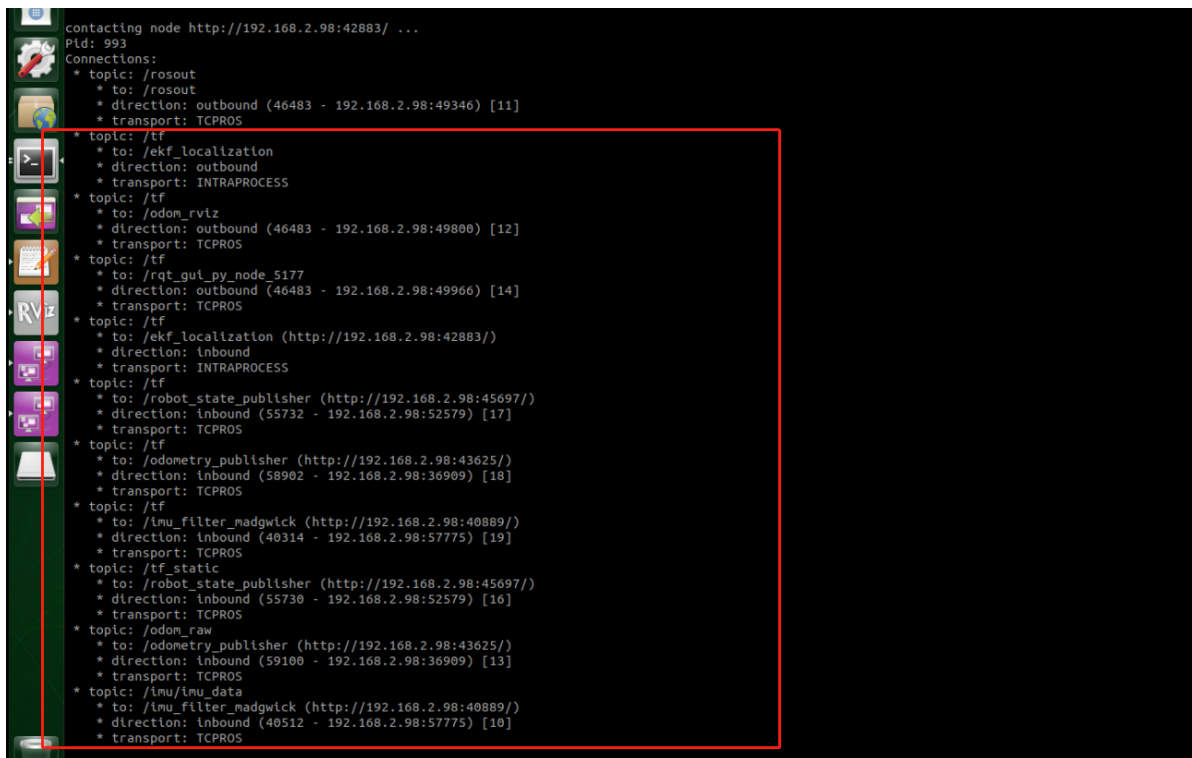 contacting node http://192.168.2.98:42883/ ...
Pid: 993
Connections:
* topic: /rosout
* to: /rosout
* direction: outbound (46483 - 192.168.2.98:49346) [11]
* transport: TCPROS
* topic: /tf
* to: /ekf_localization
* direction: outbound
* transport: INTRAPROCESS
* topic: /tf
* to: /odom_rviz
* direction: outbound (46483 - 192.168.2.98:49800) [12]
* transport: TCPROS
* topic: /tf
* to: /rqt_gui_py_node_5177
* direction: outbound (46483 - 192.168.2.98:49966) [14]
* transport: TCPROS
* topic: /tf
* to: /ekf_localization (http://192.168.2.98:42883/)
* direction: inbound
* transport: INTRAPROCESS
* topic: /tf
* to: /robot_state_publisher (http://192.168.2.98:45697/)
* direction: inbound (55732 - 192.168.2.98:52579) [17]
* transport: TCPROS
* topic: /tf
* to: /odometry_publisher (http://192.168.2.98:43625/)
* direction: inbound (58902 - 192.168.2.98:36909) [18]
* transport: TCPROS
* topic: /tf
* to: /imu_filter_madgwick (http://192.168.2.98:40889/)
* direction: inbound (40314 - 192.168.2.98:57775) [19]
* transport: TCPROS
* topic: /tf_static
* to: /robot_state_publisher (http://192.168.2.98:45697/)
* direction: inbound (55730 - 192.168.2.98:52579) [16]
* transport: TCPROS
* topic: /odom_raw
* to: /odometry_publisher (http://192.168.2.98:43625/)
* direction: inbound (59100 - 192.168.2.98:36909) [13]
* transport: TCPROS
* topic: /imu/imu_data
* to: /imu_filter_madgwick (http://192.168.2.98:40889/)
* direction: inbound (40512 - 192.168.2.98:57775) [10]
* transport: TCPROS
RViz